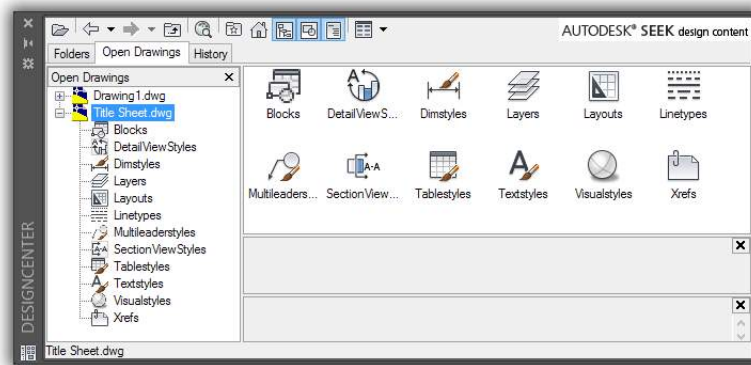 AUTODESK® SEEK design content
Folders Open Drawings History
Open Drawings
Drawing1.dwg
Title Sheet.dwg
Blocks
DetailViewStyles
Dimstyles
Layers
Layouts
Linetypes
Multileaderstyles
SectionViewStyles
Tablestyles
Textstyles
Visualstyles
Xrefs
Blocks DetailViewS... Dimstyles Layers Layouts Linetypes
Multileaders... SectionView... Tablestyles Textstyles Visualstyles Xrefs
A-A
A-A
DESIGNCENTER
Title Sheet.dwg